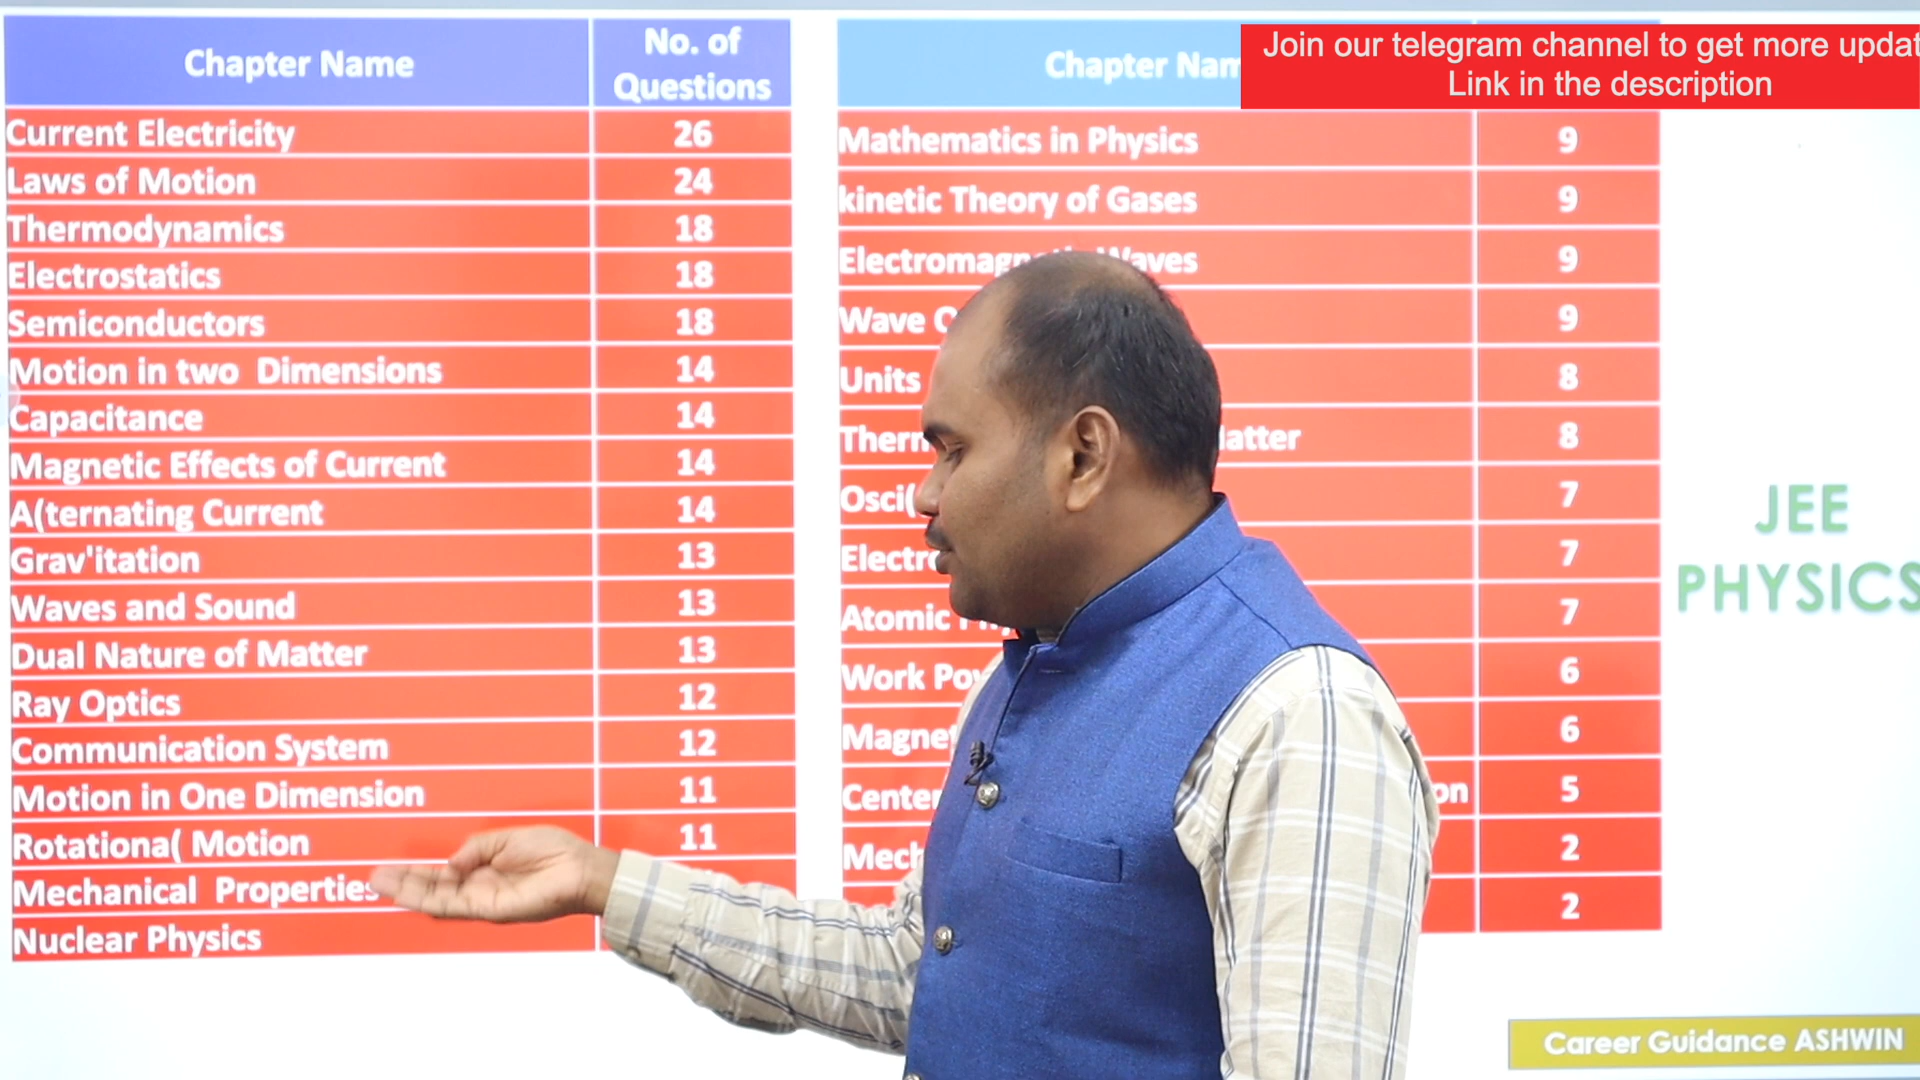 Chapter Name No. of Questions
Current Electricity 26
Laws of Motion 24
Thermodynamics 18
Electrostatics 18
Semiconductors 18
Motion in two Dimensions 14
Capacitance 14
Magnetic Effects of Current 14
A(ternating Current 14
Grav'itation 13
Waves and Sound 13
Dual Nature of Matter 13
Ray Optics 12
Communication System 12
Motion in One Dimension 11
Rotationa( Motion 11
Mechanical Properties
Nuclear Physics
Chapter
Join our telegram channel to get more
Link in the description
Mathematics in Physics 9
kinetic Theory of Gases 9
9
Wave 9
Units 8
8
7
7
Atomic 7
Work 6
6
5
2
2
JEE
PHYSICS
Career Guidance ASHWIN